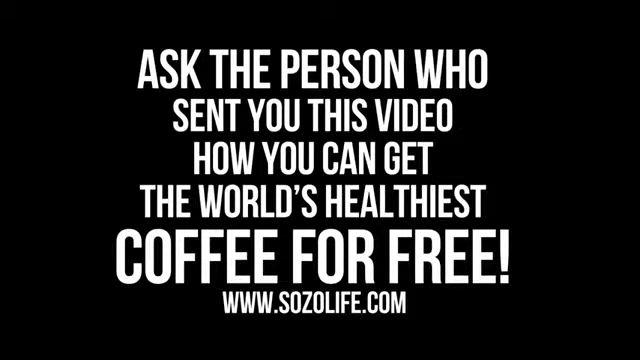 ASK THE PERSON WHO
SENT YOU THIS VIDEO
HOW YOU CAN GET
THE WORLD'S HEALTHIEST
COFFEE FOR FREE!
WWW.SOZOLIFE.COM